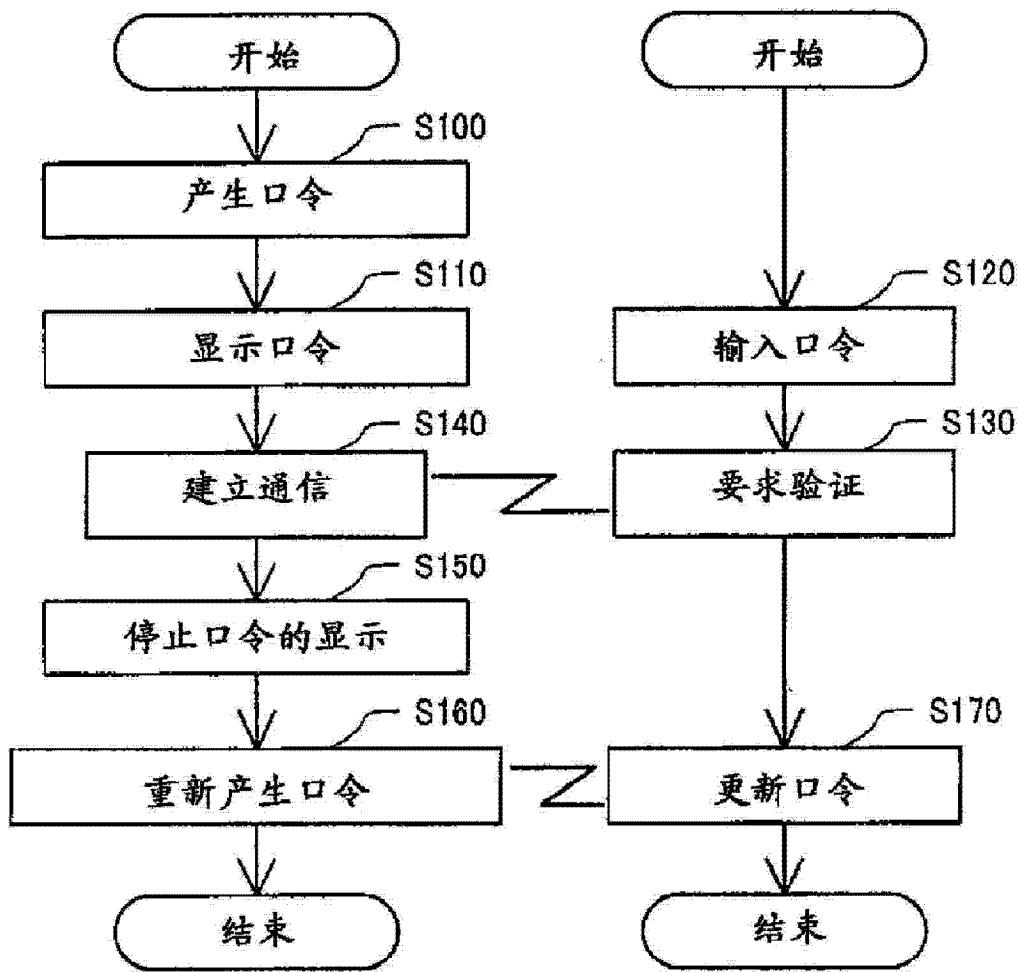 开始
开始
S100
产生口令
S110
显示口令
S120
输入口令
S140
建立通信
S130
要求验证
S150
停止口令的显示
S160
重新产生口令
S170
更新口令
结束
结束